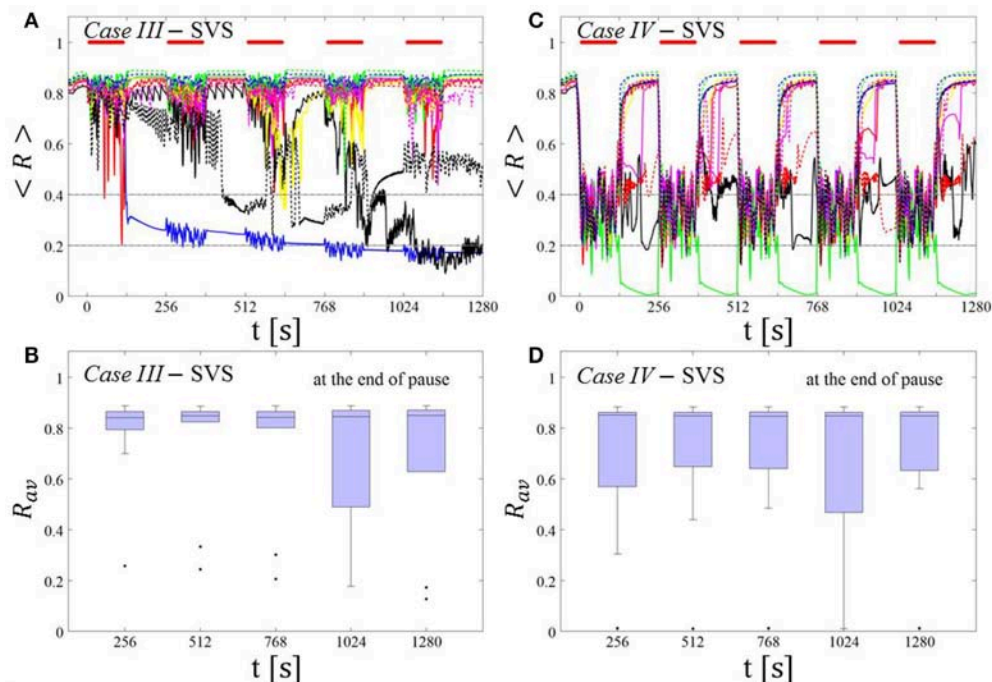 A
Case III – SVS
1
0.8
0.6
0.4
0.2
0
< R >
0 256 512 768 1024 1280
t [s]
C
Case IV – SVS
1
0.8
0.6
0.4
0.2
0
< R >
0 256 512 768 1024 1280
t [s]
B
Case III – SVS
at the end of pause
1
0.8
0.6
0.4
0.2
0
R_av
256 512 768 1024 1280
t [s]
D
Case IV – SVS
at the end of pause
1
0.8
0.6
0.4
0.2
0
R_av
256 512 768 1024 1280
t [s]